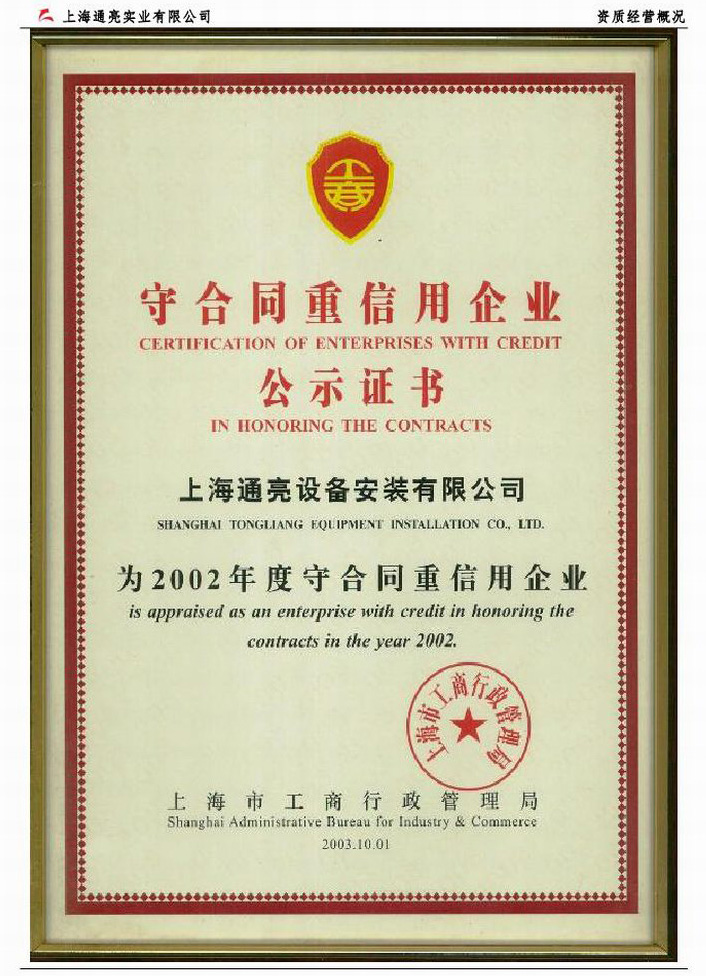 上海通亮实业有限公司
资质经营概况
守合同重信用企业
CERTIFICATION OF ENTERPRISES WITH CREDIT
公示证书
IN HONORING THE CONTRACTS
上海通亮设备安装有限公司
SHANGHAI TONGLIANG EQUIPMENT INSTALLATION CO., LTD.
为2002年度守合同重信用企业
is appraised as an enterprise with credit in honoring the
contracts in the year 2002.
上海市工商行政管理局
上海市工商行政管理局
Shanghai Administrative Bureau for Industry & Commerce
2003.10.01